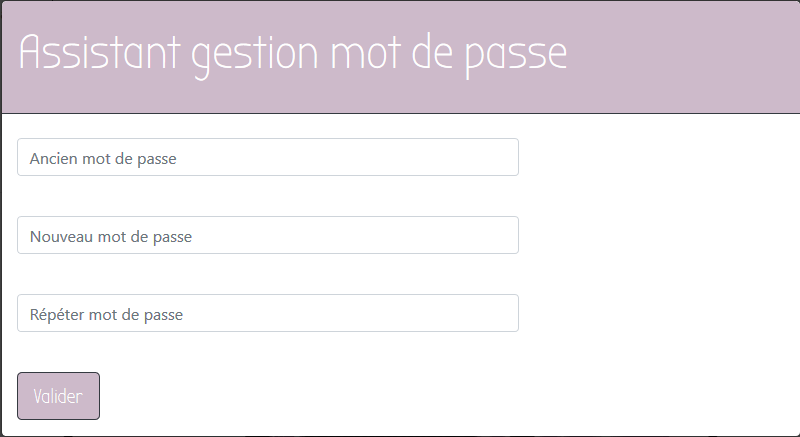 Assistant gestion mot de passe
Ancien mot de passe
Nouveau mot de passe
Répéter mot de passe
Valider